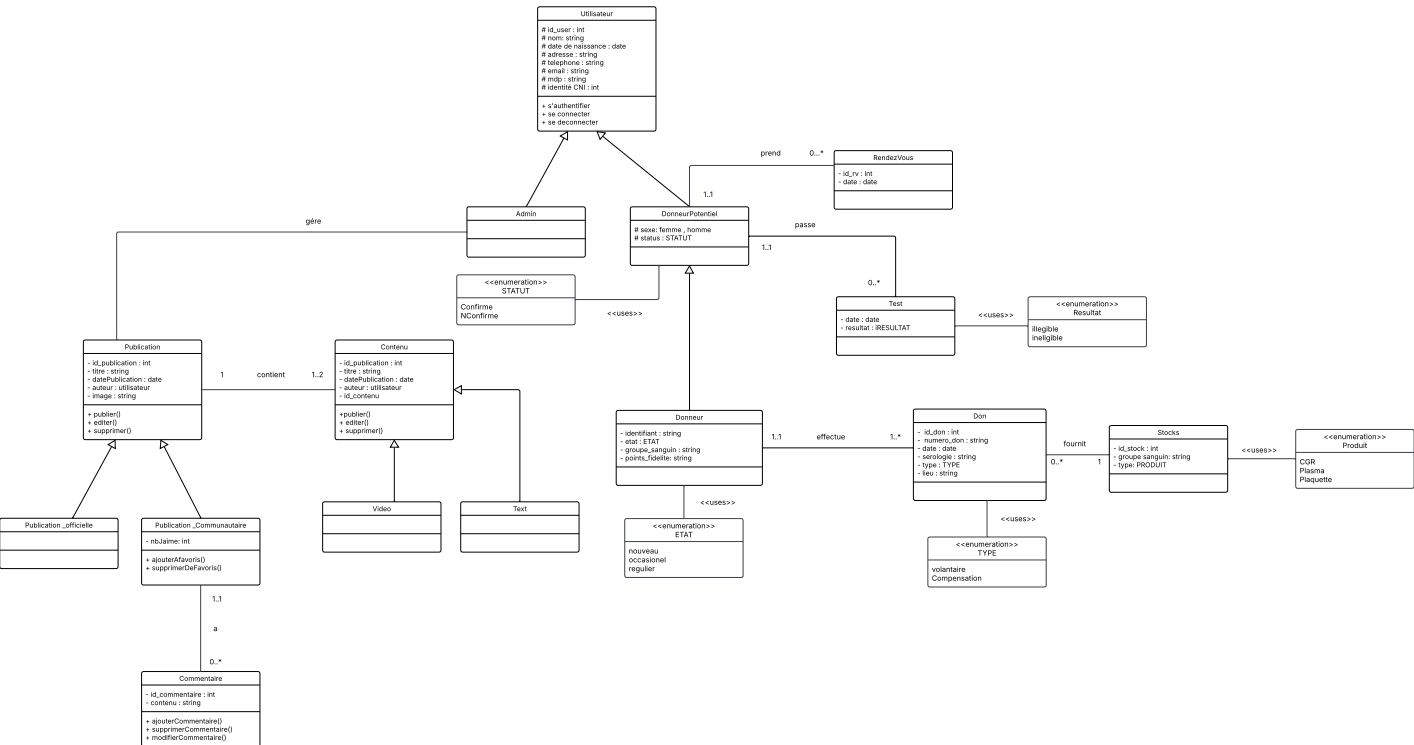 Utilisateur
# id_user : int
# nom: string
# date de naissance : date
# adresse : string
# telephone : string
# email : string
# mdp : string
# identité CNI : int
+ s'authentifier
+ se connecter
+ se deconnecter
prend
0...*
RendezVous
- id_rv : int
- date : date
1..1
gére
Admin
DonneurPotentiel
# sexe: femme , homme
# status : STATUT
passe
1..1
0..*
<<enumeration>>
STATUT
Confirme
NConfirme
<<uses>>
Test
- date : date
- resultat : iRESULTAT
<<uses>>
<<enumeration>>
Resultat
illegible
ineligible
Publication
- id_publication : int
- titre : string
- datePublication : date
- auteur : utilisateur
- image : string
+ publier()
+ editer()
+ supprimer()
1
contient
1..2
Contenu
- id_publication : int
- titre : string
- datePublication : date
- auteur : utilisateur
- id_contenu
+publier()
+ editer()
+ supprimer()
Donneur
- identifiant : string
- etat : ETAT
- groupe_sanguin : string
- points_fidelite: string
1..1
effectue
1..*
Don
- id_don : int
- numero_don : string
- date : date
- serologie : string
- type : TYPE
- lieu : string
fournit
0..*
1
Stocks
- id_stock : int
- groupe sanguin: string
- type: PRODUIT
<<uses>>
<<enumeration>>
Produit
CGR
Plasma
Plaquette
<<uses>>
<<enumeration>>
ETAT
nouveau
occasionel
regulier
<<uses>>
<<enumeration>>
TYPE
volantaire
Compensation
Video
Text
Publication _officielle
Publication _Communautaire
- nbJaime: int
+ ajouterAfavoris()
+ supprimerDeFavoris()
1..1
a
0..*
Commentaire
- id_commentaire : int
- contenu : string
+ ajouterCommentaire()
+ supprimerCommentaire()
+ modifierCommentaire()